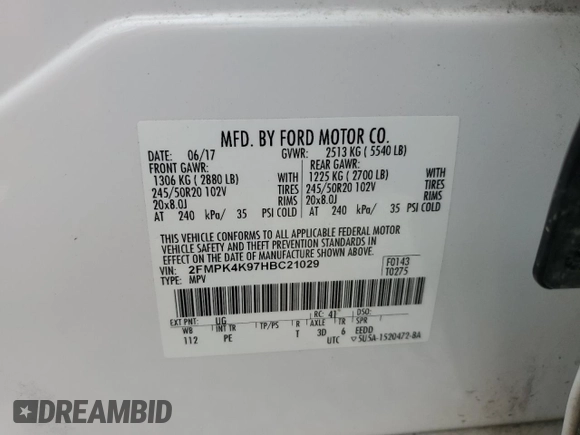 MFD. BY FORD MOTOR CO.
DATE: 06/17 GVWR: 2513 KG ( 5540 LB)
FRONT GAWR: REAR GAWR:
1306 KG ( 2880 LB) WITH 1225 KG ( 2700 LB) WITH
245/50R20 102V TIRES 245/50R20 102V TIRES
20x8.0J RIMS 20x8.0J RIMS
AT 240 kPa/ 35 PSI COLD AT 240 kPa/ 35 PSI COLD
THIS VEHICLE CONFORMS TO ALL APPLICABLE FEDERAL MOTOR
VEHICLE SAFETY AND THEFT PREVENTION STANDARDS IN
EFFECT ON THE DATE OF MANUFACTURE SHOWN ABOVE.
VIN: 2FMPK4K97HBC21029 F0143
TYPE: MPV T0275
EXT PNT: UG RC: 41 DSO:
WB INT TR TP/PS R AXLE TR SPR
112 PE T 3D 6 EEDD
UTC 5U5A-1520472-BA
DREAMBID